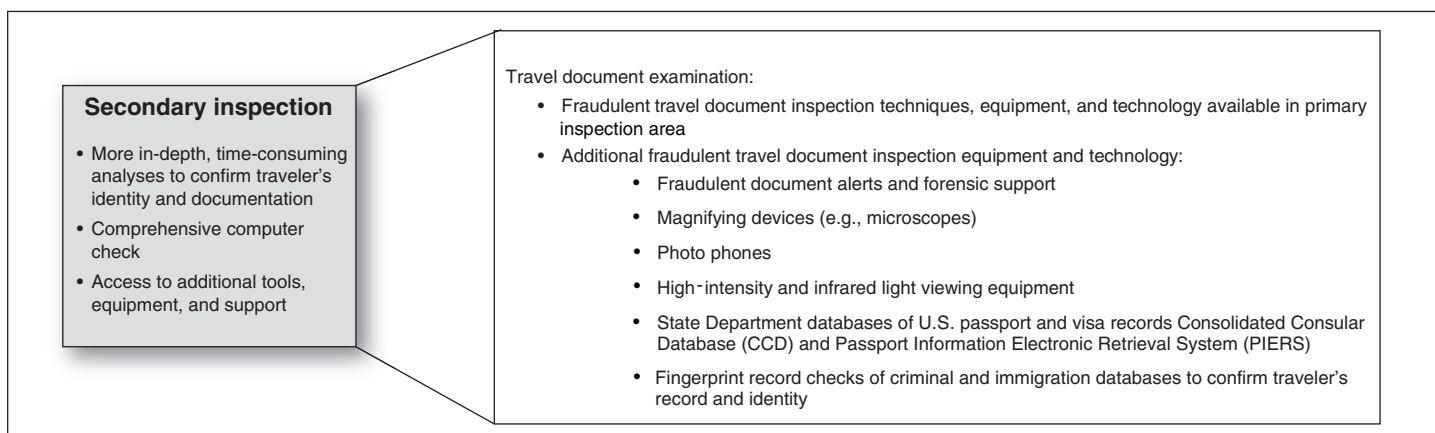 Secondary inspection
• More in-depth, time-consuming
analyses to confirm traveler's
identity and documentation
• Comprehensive computer
check
• Access to additional tools,
equipment, and support
Travel document examination:
• Fraudulent travel document inspection techniques, equipment, and technology available in primary
inspection area
• Additional fraudulent travel document inspection equipment and technology:
• Fraudulent document alerts and forensic support
• Magnifying devices (e.g., microscopes)
• Photo phones
• High-intensity and infrared light viewing equipment
• State Department databases of U.S. passport and visa records Consolidated Consular
Database (CCD) and Passport Information Electronic Retrieval System (PIERS)
• Fingerprint record checks of criminal and immigration databases to confirm traveler's
record and identity